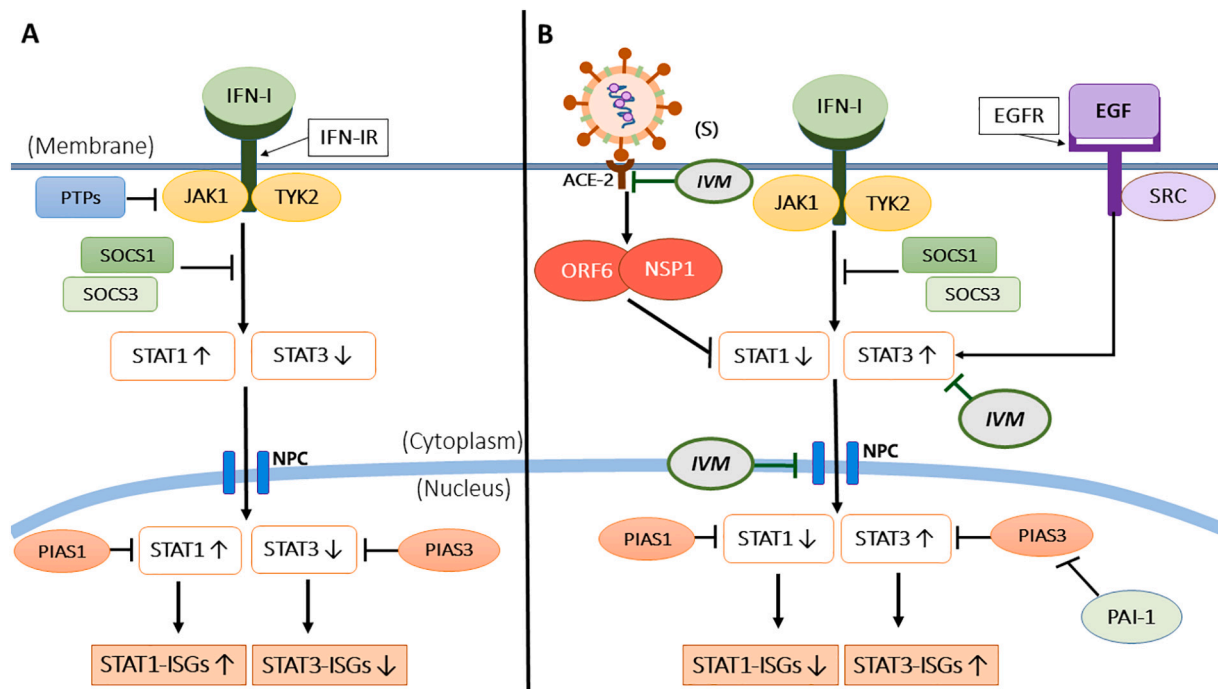 A
IFN-I
IFN-IR
(Membrane)
PTPs
JAK1
TYK2
SOCS1
SOCS3
STAT1 ↑
STAT3 ↓
(Cytoplasm)
NPC
(Nucleus)
PIAS1
STAT1 ↑
STAT3 ↓
PIAS3
STAT1-ISGs ↑
STAT3-ISGs ↓
B
(S)
IFN-I
EGFR
EGF
ACE-2
IVM
JAK1
TYK2
SRC
ORF6
NSP1
SOCS1
SOCS3
STAT1 ↓
STAT3 ↑
IVM
IVM
NPC
PIAS1
STAT1 ↓
STAT3 ↑
PIAS3
PAI-1
STAT1-ISGs ↓
STAT3-ISGs ↑